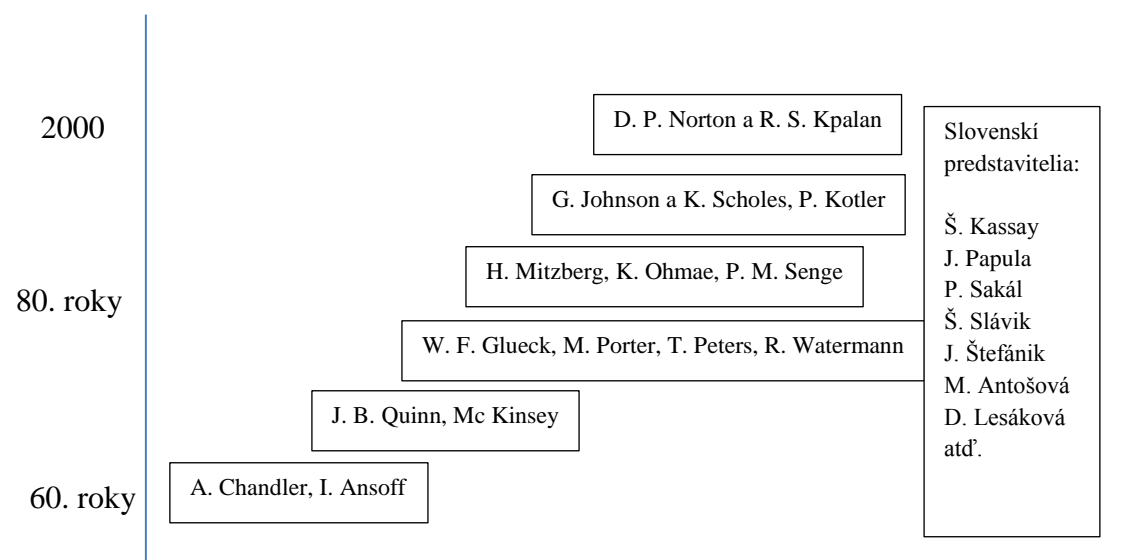 2000
D. P. Norton a R. S. Kpalan
G. Johnson a K. Scholes, P. Kotler
H. Mitzberg, K. Ohmae, P. M. Senge
80. roky
W. F. Glueck, M. Porter, T. Peters, R. Watermann
J. B. Quinn, Mc Kinsey
60. roky
A. Chandler, I. Ansoff
Slovenskí
predstavitelia:
Š. Kassay
J. Papula
P. Sakál
Š. Slávik
J. Štefánik
M. Antošová
D. Lesáková
atď.